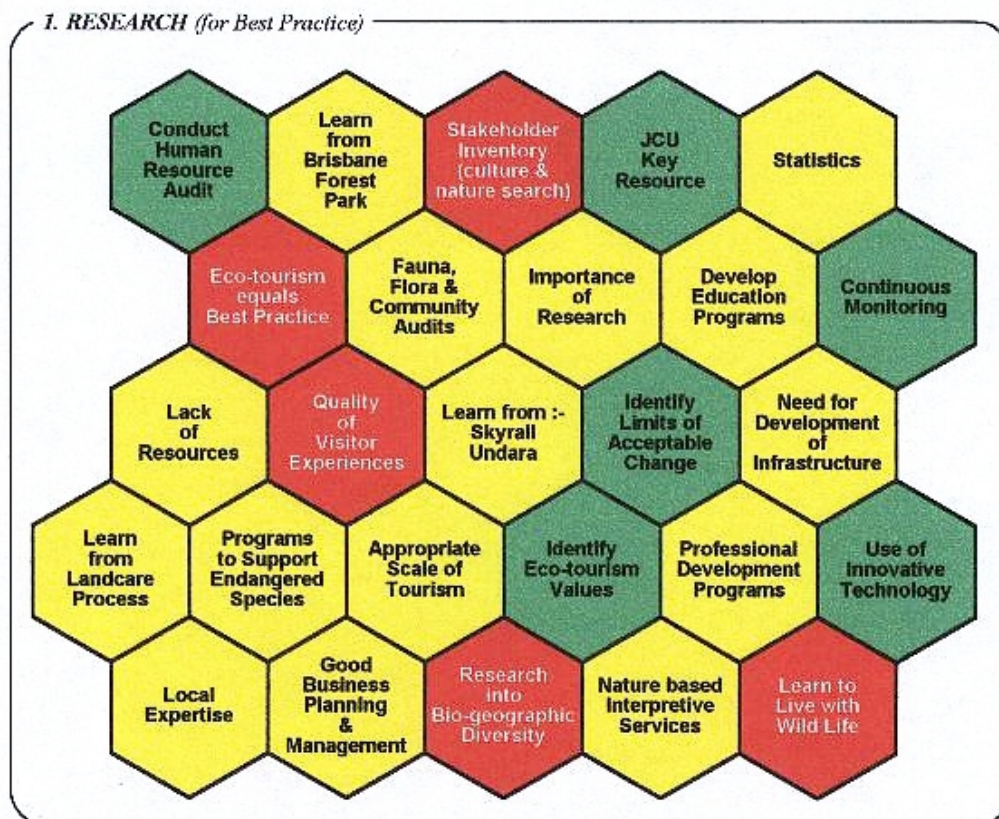 1. RESEARCH (for Best Practice)
Conduct
Human
Resource
Audit
Learn
from
Brisbane
Forest
Park
Stakeholder
Inventory
(culture &
nature search)
JCU
Key
Resource
Statistics
Eco-tourism
equals
Best Practice
Fauna,
Flora &
Community
Audits
Importance
of
Research
Develop
Education
Programs
Continuous
Monitoring
Lack
of
Resources
Quality
of
Visitor
Experiences
Learn from :-
Skyrail
Undara
Identify
Limits of
Acceptable
Change
Need for
Development
of
Infrastructure
Learn
from
Landcare
Process
Programs
to Support
Endangered
Species
Appropriate
Scale of
Tourism
Identify
Eco-tourism
Values
Professional
Development
Programs
Use of
Innovative
Technology
Local
Expertise
Good
Business
Planning
&
Management
Research
into
Bio-geographic
Diversity
Nature based
Interpretive
Services
Learn to
Live with
Wild Life